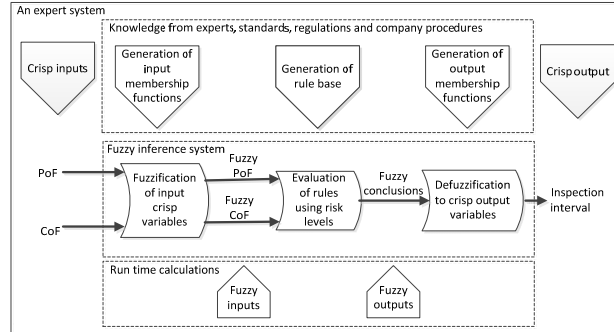 An expert system
Knowledge from experts, standards, regulations and company procedures
Crisp inputs
Generation of
input
membership
functions
Generation of
rule base
Generation of
output
membership
functions
Crisp output
Fuzzy inference system
PoF
CoF
Fuzzification
of input
crisp
variables
Fuzzy
PoF
Fuzzy
CoF
Evaluation
of rules
using risk
levels
Fuzzy
conclusions
Defuzzification
to crisp output
variables
Inspection
interval
Run time calculations
Fuzzy
inputs
Fuzzy
outputs